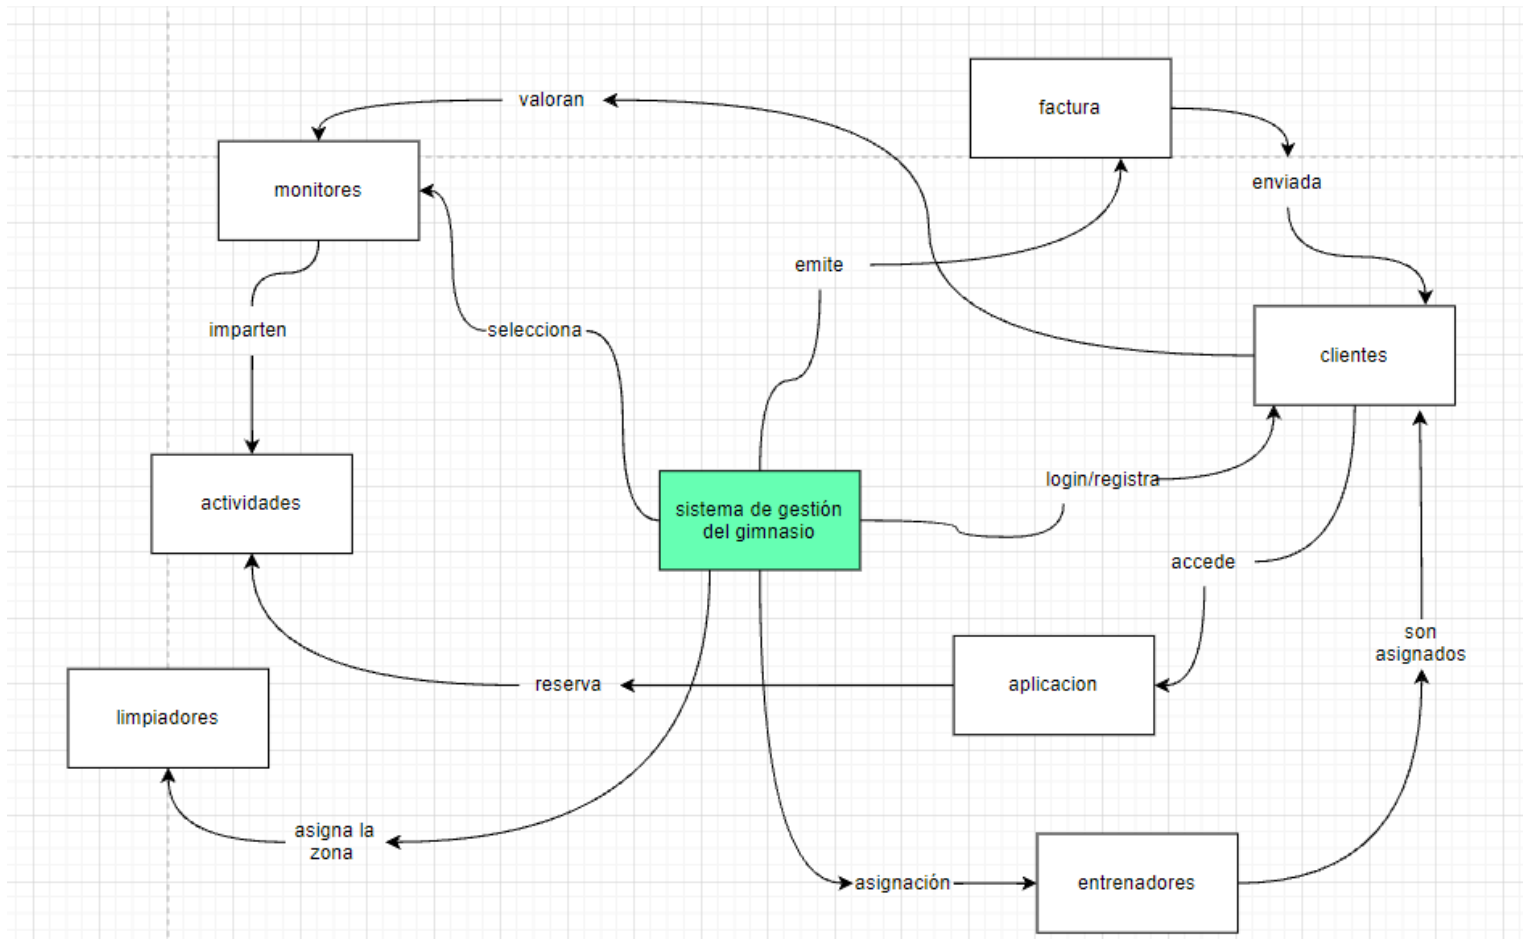 valoran
factura
monitores
enviada
emite
imparten
selecciona
clientes
actividades
sistema de gestión
del gimnasio
login/registra
accede
son
asignados
reserva
aplicacion
limpiadores
asigna la
zona
asignación
entrenadores